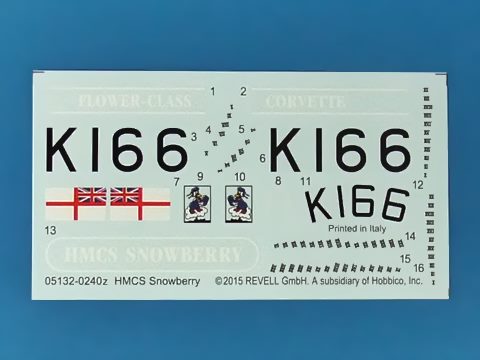 1 2
FLOWER-CLASS CORVETTE
3 4 5
K166 K166
6
7 8 11 12
9 10
K166
Printed in Italy
13 14
HMCS SNOWBERRY
15 16
05132-0240z HMCS Snowberry ©2015 REVELL GmbH. A subsidiary of Hobbico, Inc.